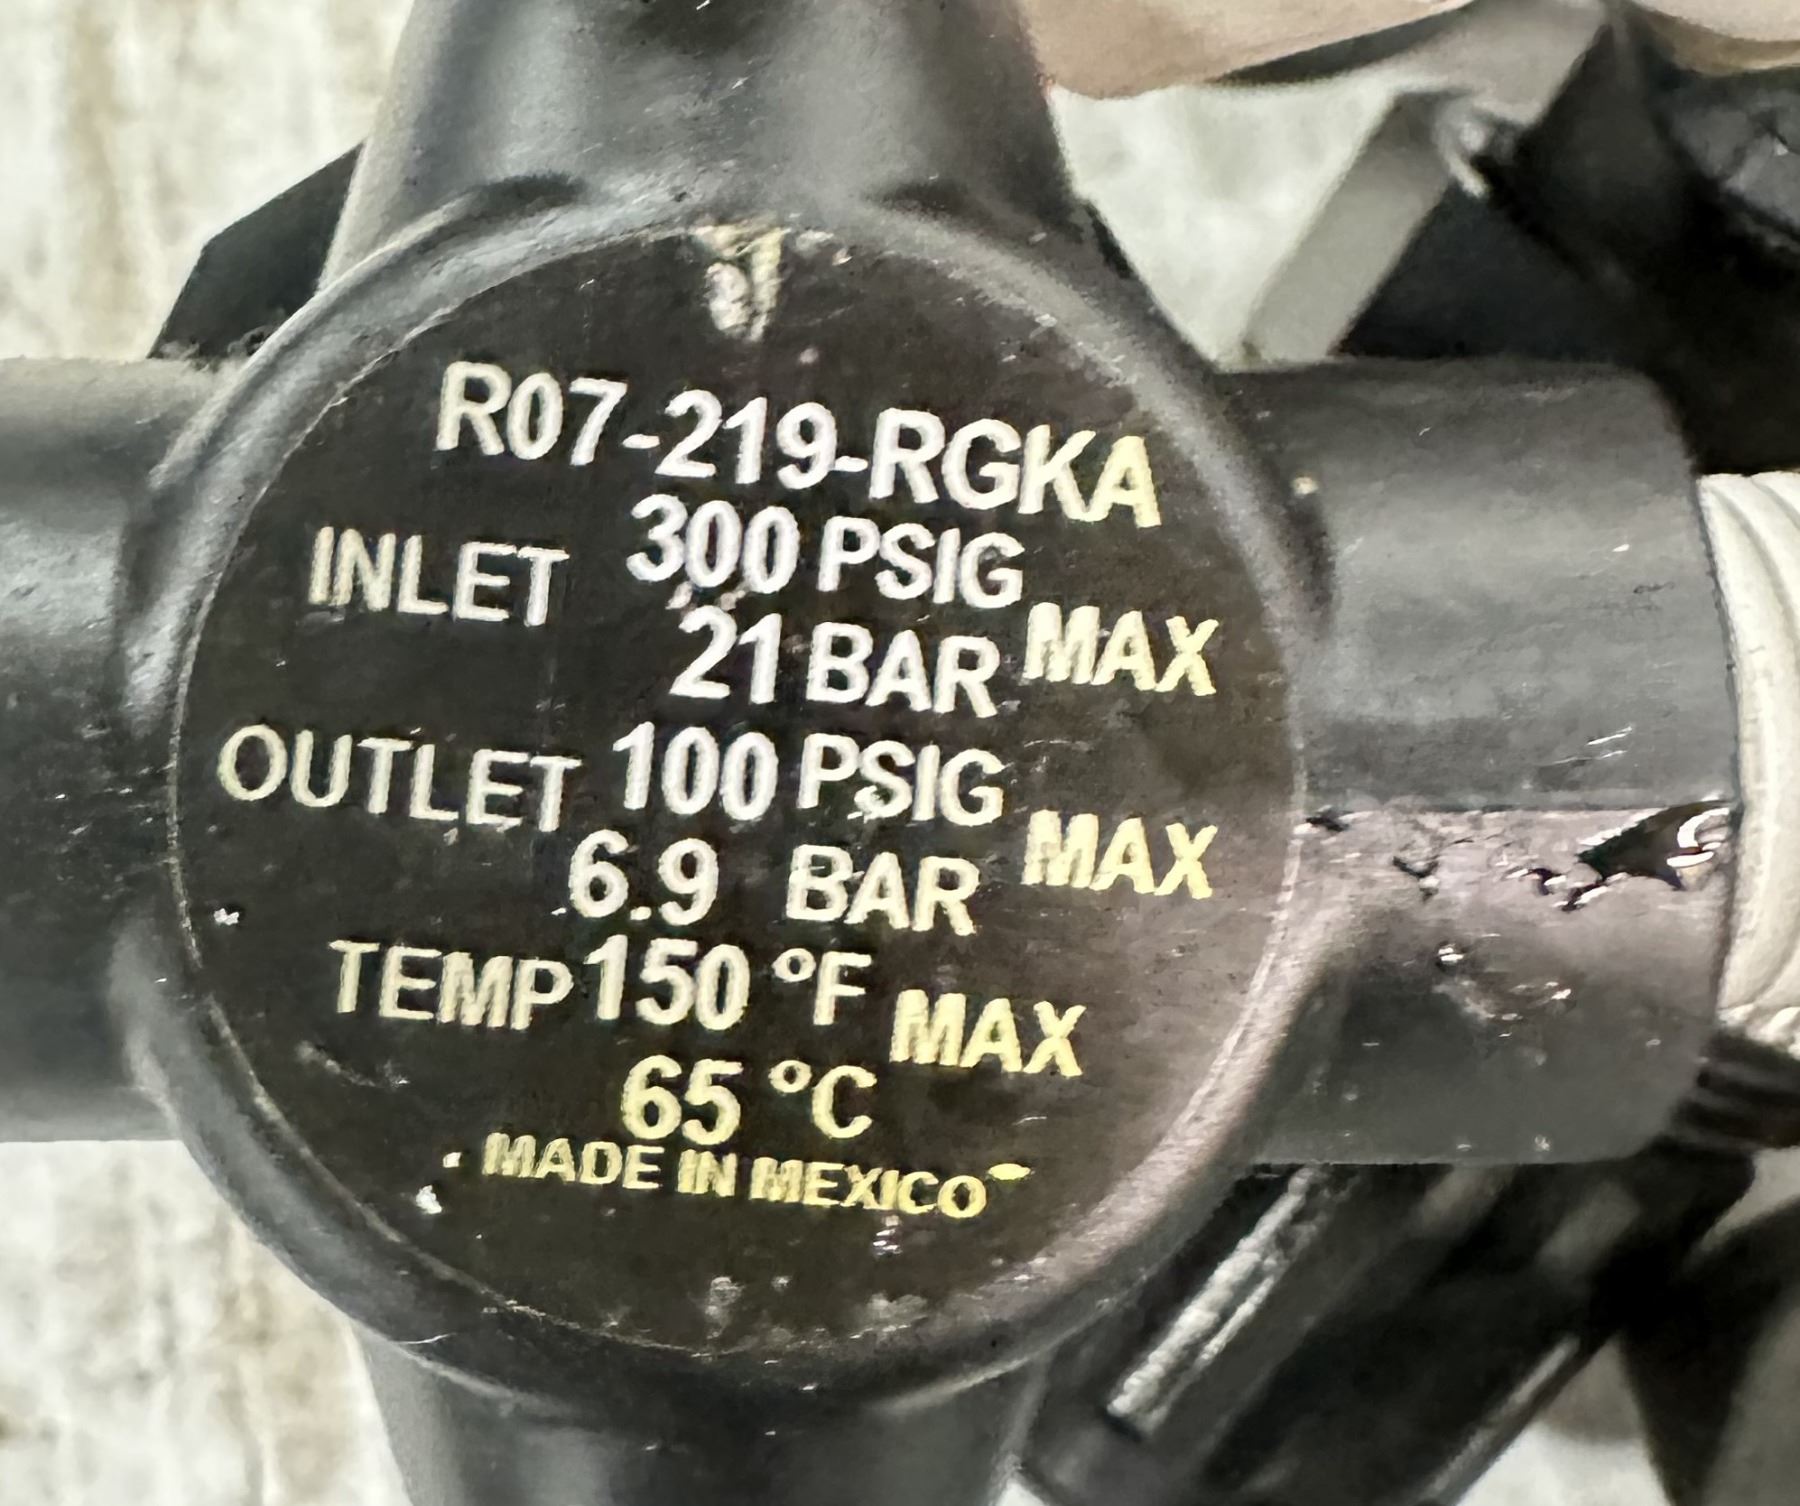 R07-219-RGKA
INLET 300 PSIG
21 BAR MAX
OUTLET 100 PSIG
6.9 BAR MAX
TEMP 150 °F MAX
65 °C
MADE IN MEXICO